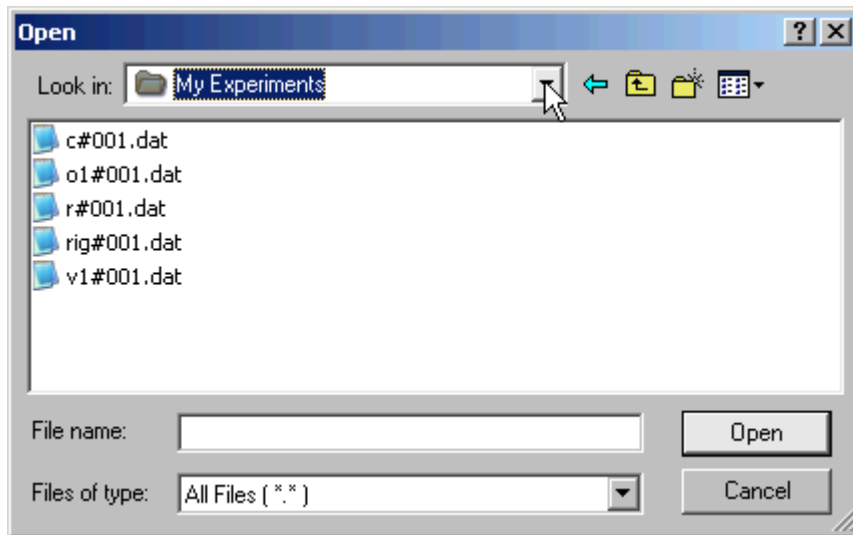 Open
Look in: My Experiments
c#001.dat
o1#001.dat
r#001.dat
rig#001.dat
v1#001.dat
File name:
Open
Files of type: All Files ( *.* )
Cancel